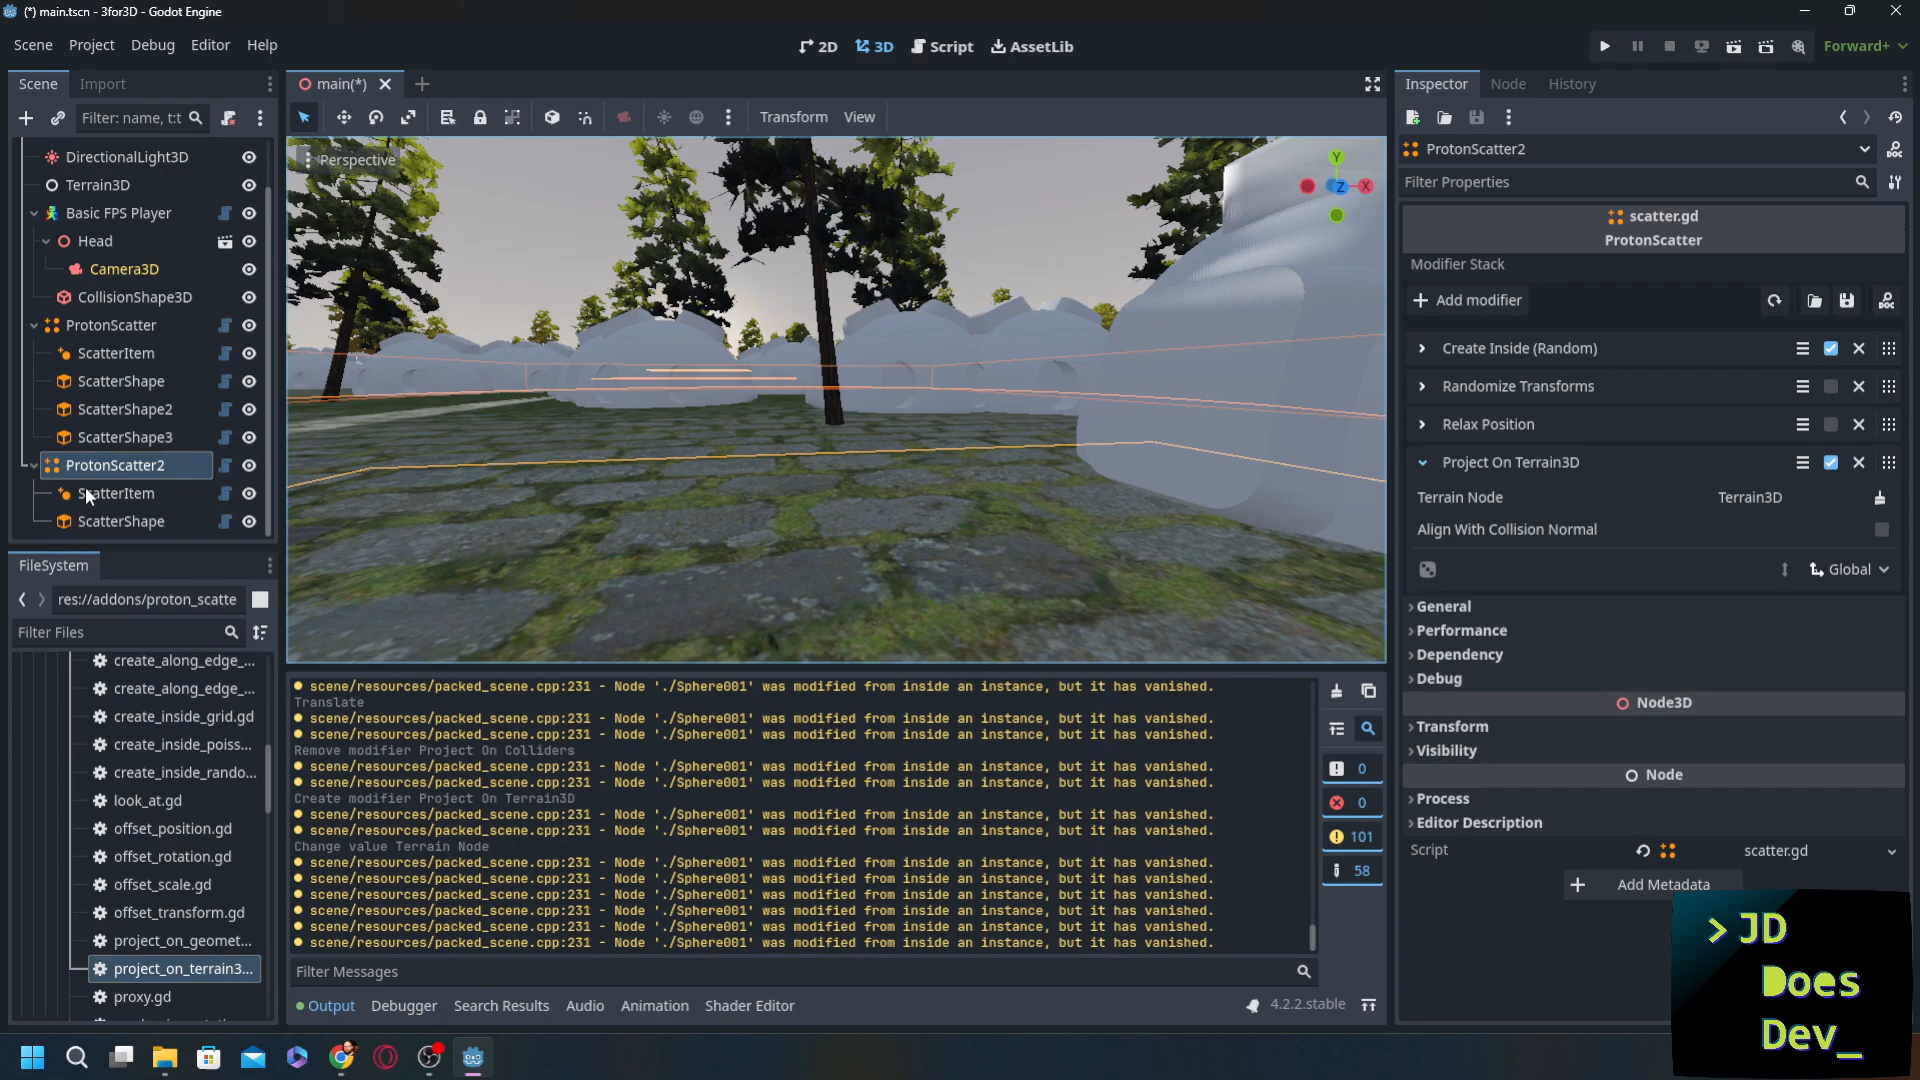 (*) main.tscn - 3for3D - Godot Engine
Scene Project Debug Editor Help
2D 3D Script AssetLib
Forward+
Scene Import
main(*)
Inspector Node History
Filter: name, t:t
Transform View
DirectionalLight3D
Terrain3D
Basic FPS Player
Head
Camera3D
CollisionShape3D
ProtonScatter
ScatterItem
ScatterShape
ScatterShape2
ScatterShape3
ProtonScatter2
ScatterItem
ScatterShape
Perspective
Y
Z
X
ProtonScatter2
Filter Properties
scatter.gd
ProtonScatter
Modifier Stack
Add modifier
Create Inside (Random)
Randomize Transforms
Relax Position
Project On Terrain3D
Terrain Node Terrain3D
Align With Collision Normal
Global
General
Performance
Dependency
Debug
Node3D
Transform
Visibility
Node
Process
Editor Description
Script scatter.gd
Add Metadata
FileSystem
res://addons/proton_scatte
Filter Files
create_along_edge_...
create_along_edge_...
create_inside_grid.gd
create_inside_poiss...
create_inside_rando...
look_at.gd
offset_position.gd
offset_rotation.gd
offset_scale.gd
offset_transform.gd
project_on_geomet...
project_on_terrain3...
proxy.gd
scene/resources/packed_scene.cpp:231 - Node './Sphere001' was modified from inside an instance, but it has vanished.
Translate
scene/resources/packed_scene.cpp:231 - Node './Sphere001' was modified from inside an instance, but it has vanished.
scene/resources/packed_scene.cpp:231 - Node './Sphere001' was modified from inside an instance, but it has vanished.
Remove modifier Project On Colliders
scene/resources/packed_scene.cpp:231 - Node './Sphere001' was modified from inside an instance, but it has vanished.
scene/resources/packed_scene.cpp:231 - Node './Sphere001' was modified from inside an instance, but it has vanished.
Create modifier Project On Terrain3D
scene/resources/packed_scene.cpp:231 - Node './Sphere001' was modified from inside an instance, but it has vanished.
scene/resources/packed_scene.cpp:231 - Node './Sphere001' was modified from inside an instance, but it has vanished.
Change value Terrain Node
scene/resources/packed_scene.cpp:231 - Node './Sphere001' was modified from inside an instance, but it has vanished.
scene/resources/packed_scene.cpp:231 - Node './Sphere001' was modified from inside an instance, but it has vanished.
scene/resources/packed_scene.cpp:231 - Node './Sphere001' was modified from inside an instance, but it has vanished.
scene/resources/packed_scene.cpp:231 - Node './Sphere001' was modified from inside an instance, but it has vanished.
scene/resources/packed_scene.cpp:231 - Node './Sphere001' was modified from inside an instance, but it has vanished.
scene/resources/packed_scene.cpp:231 - Node './Sphere001' was modified from inside an instance, but it has vanished.
0
0
101
58
Filter Messages
Output Debugger Search Results Audio Animation Shader Editor
4.2.2.stable
> JD
Does
Dev_